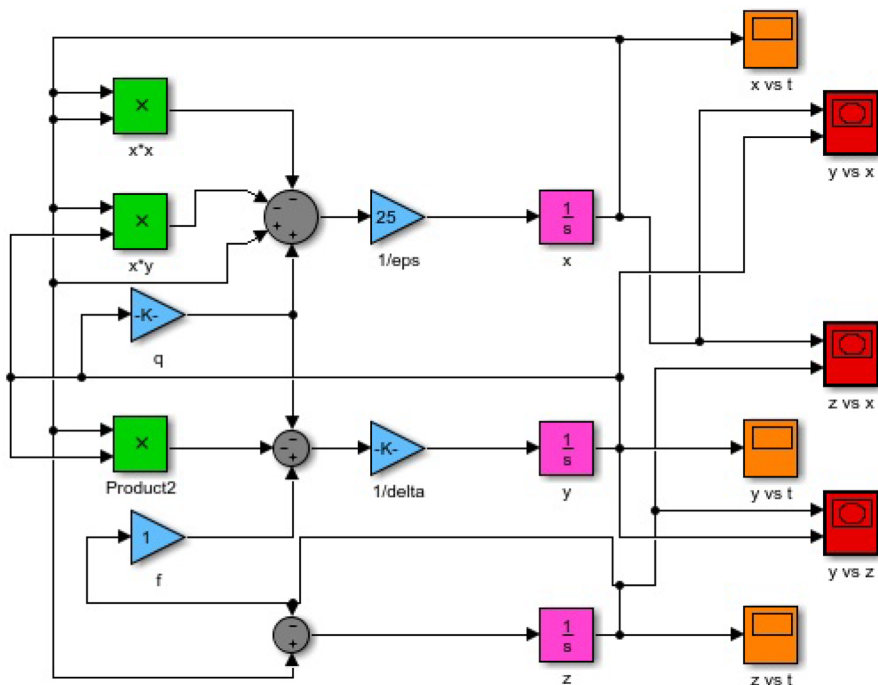 x vs t
×
x*x
y vs x
×
x*y
− −
+ +
25
1/eps
1
s
x
-K-
q
z vs x
×
Product2
− −
+
-K-
1/delta
1
s
y
y vs t
1
f
y vs z
−
+
1
s
z
z vs t